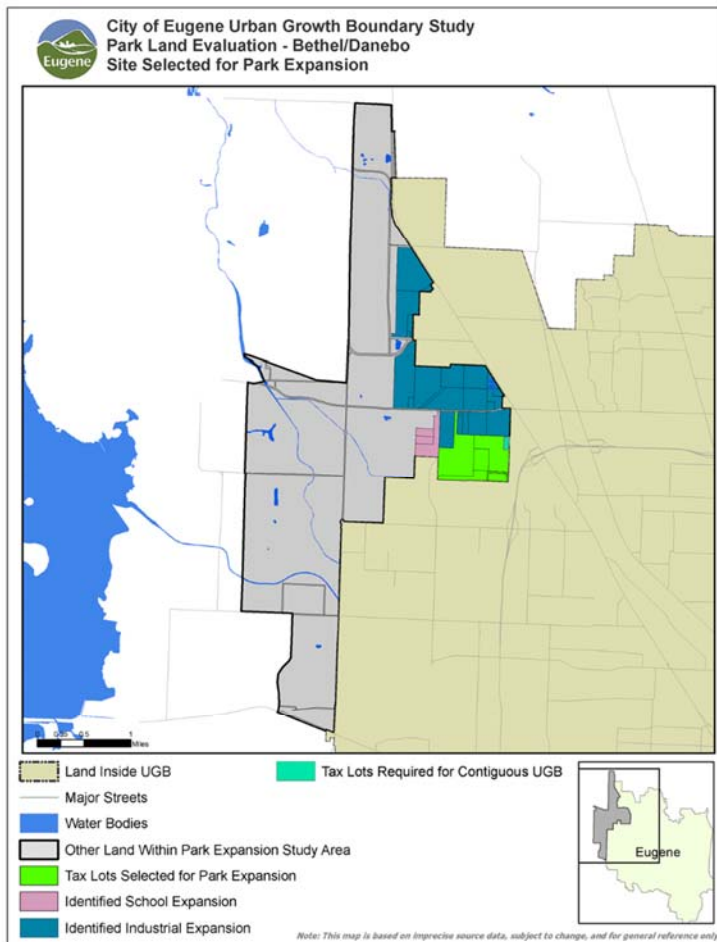 City of Eugene Urban Growth Boundary Study
Park Land Evaluation - Bethel/Danebo
Site Selected for Park Expansion
Eugene
0 0.25 0.5 1
Miles
Land Inside UGB
Tax Lots Required for Contiguous UGB
Major Streets
Water Bodies
Other Land Within Park Expansion Study Area
Tax Lots Selected for Park Expansion
Identified School Expansion
Identified Industrial Expansion
Eugene
Note: This map is based on imprecise source data, subject to change, and for general reference only